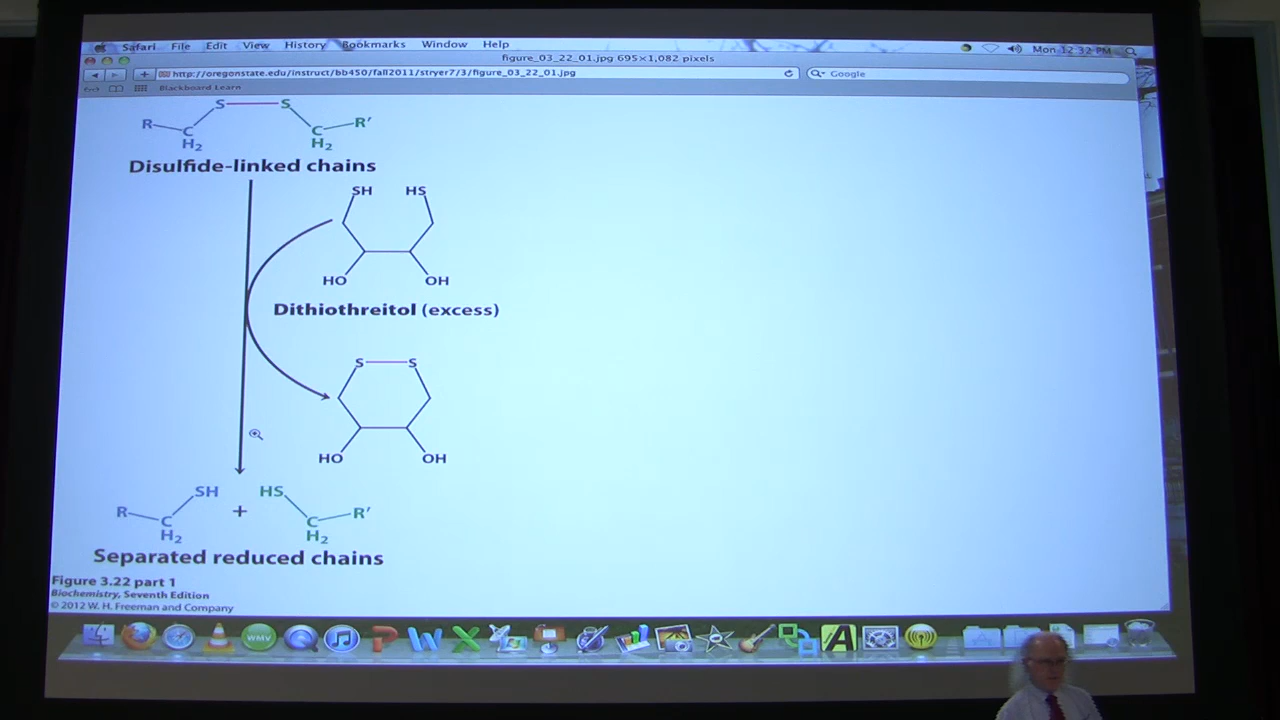 Safari File Edit View History Bookmarks Window Help Mon 12:32 PM
figure_03_22_01.jpg 695×1,082 pixels
http://oregonstate.edu/instruct/bb450/fall2011/stryer7/3/figure_03_22_01.jpg Google
Blackboard Learn
S S
R C H₂ C H₂ R′
Disulfide-linked chains
SH HS
HO OH
Dithiothreitol (excess)
S S
HO OH
SH HS
R C H₂ + C H₂ R′
Separated reduced chains
Figure 3.22 part 1
Biochemistry, Seventh Edition
© 2012 W. H. Freeman and Company
WMV